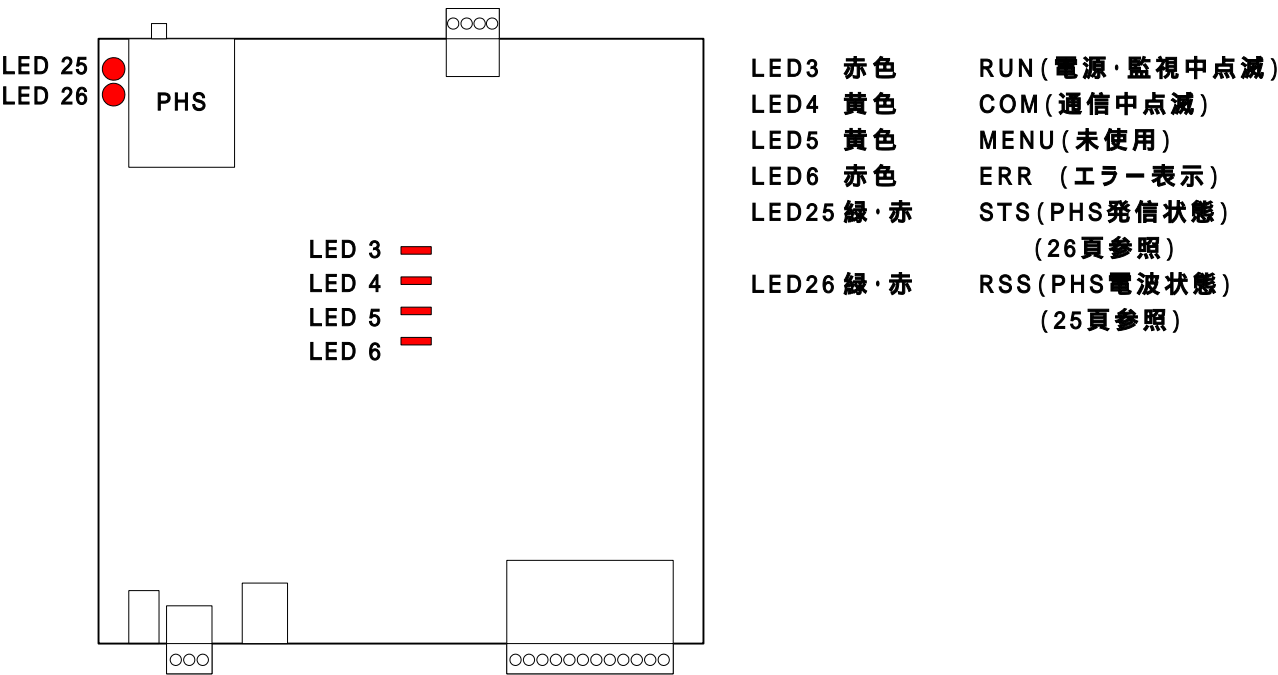 LED 25
LED 26
PHS
LED 3
LED 4
LED 5
LED 6
LED3 赤色 RUN(電源・監視中点滅)
LED4 黄色 COM(通信中点滅)
LED5 黄色 MENU(未使用)
LED6 赤色 ERR (エラー表示)
LED25 緑・赤 STS(PHS発信状態)
(26頁参照)
LED26 緑・赤 RSS(PHS電波状態)
(25頁参照)